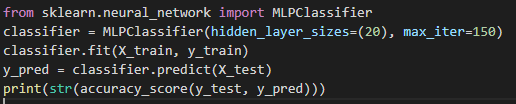 from sklearn.neural_network import MLPClassifier
classifier = MLPClassifier(hidden_layer_sizes=(20), max_iter=150)
classifier.fit(X_train, y_train)
y_pred = classifier.predict(X_test)
print(str(accuracy_score(y_test, y_pred)))